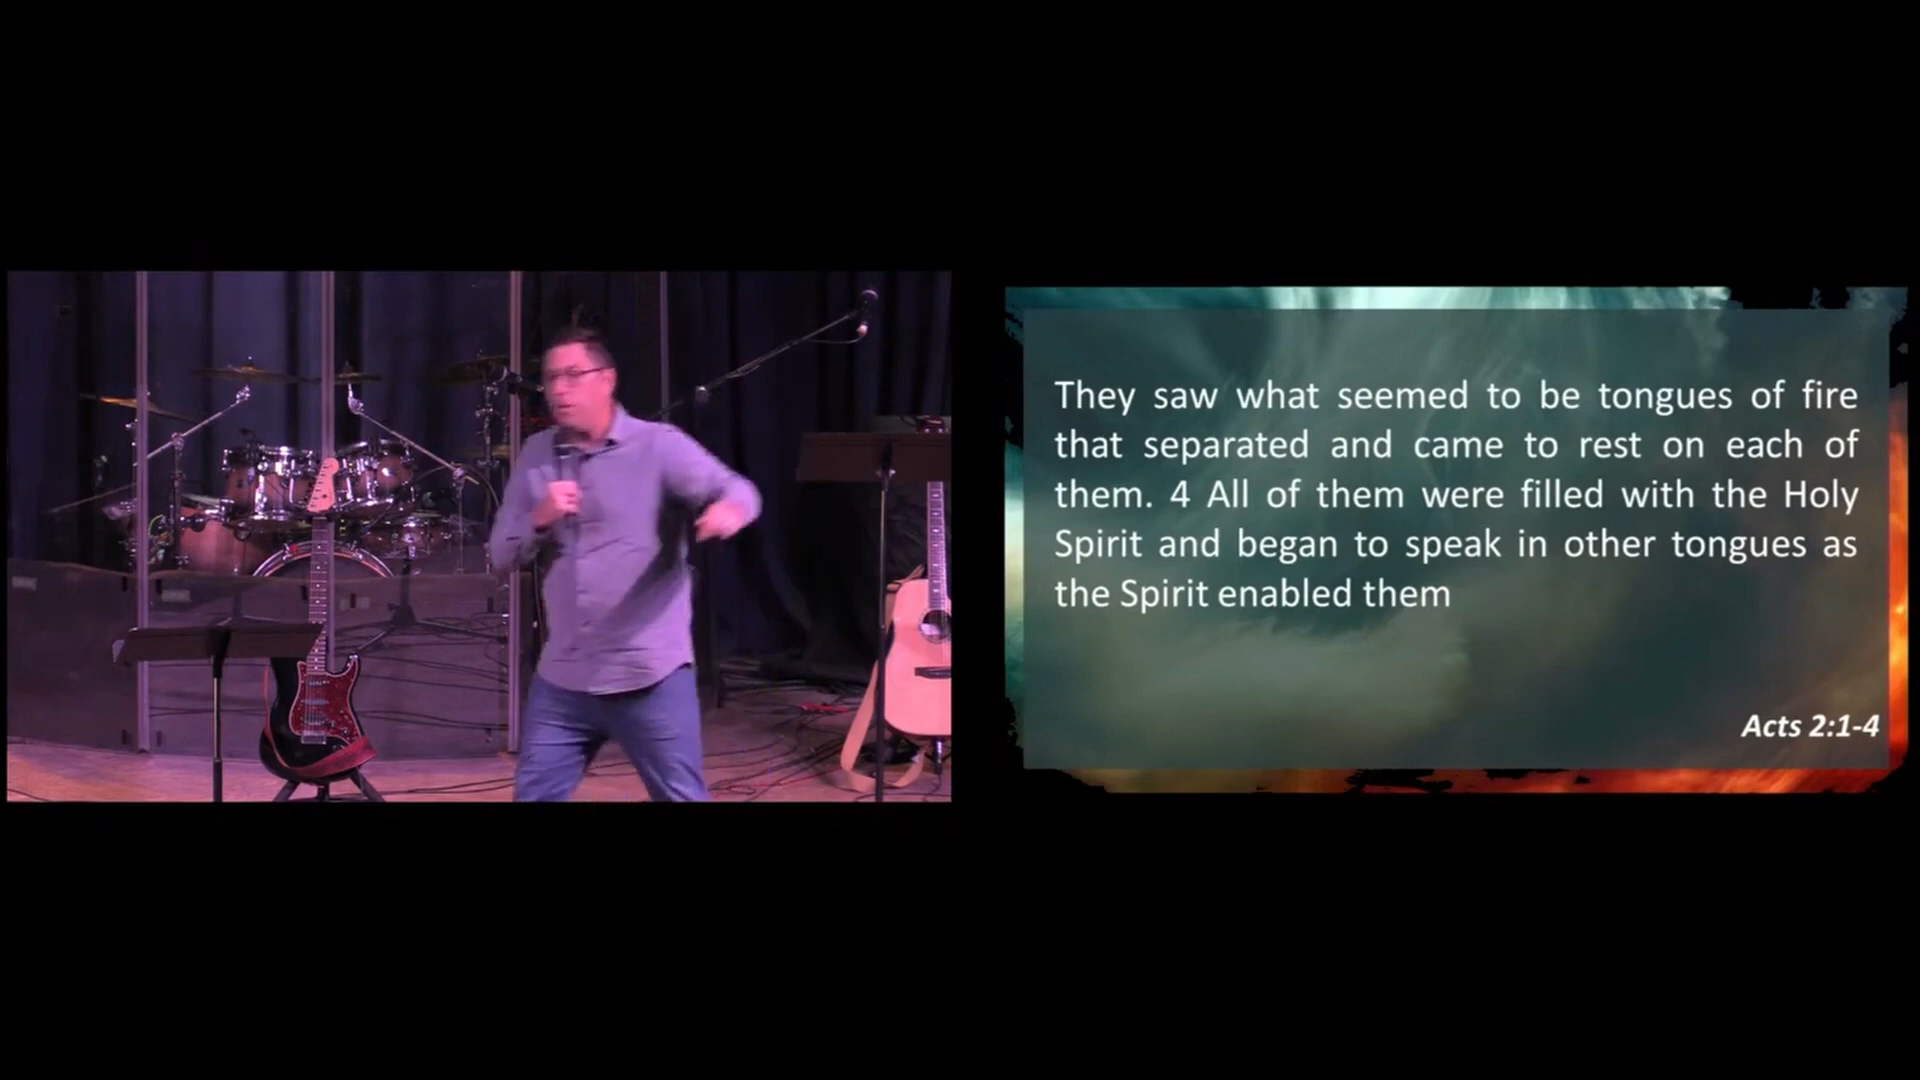 They saw what seemed to be tongues of fire
that separated and came to rest on each of
them. 4 All of them were filled with the Holy
Spirit and began to speak in other tongues as
the Spirit enabled them
Acts 2:1-4